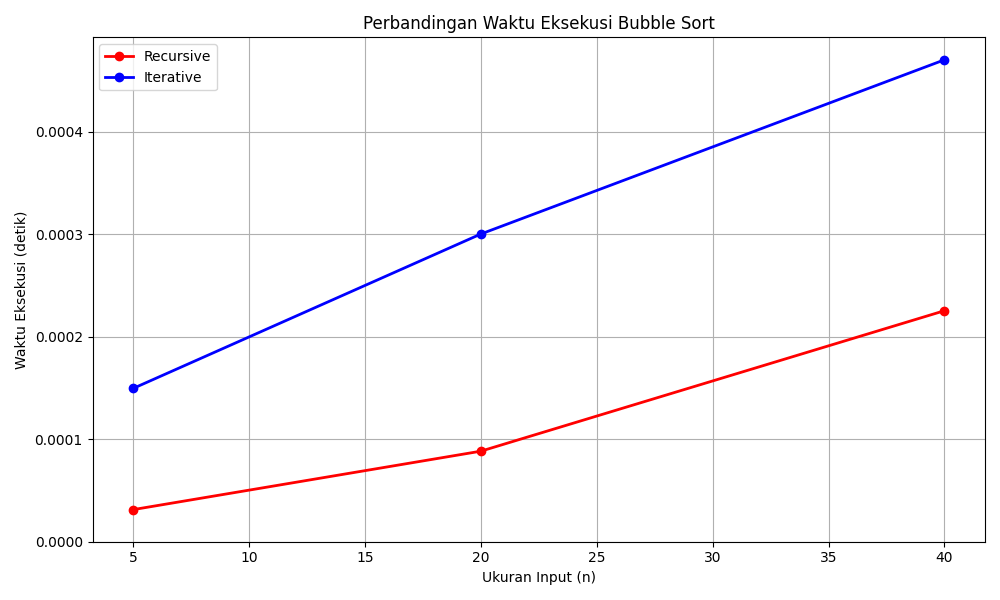 Perbandingan Waktu Eksekusi Bubble Sort
Recursive
Iterative
Waktu Eksekusi (detik)
0.0004
0.0003
0.0002
0.0001
0.0000
5 10 15 20 25 30 35 40
Ukuran Input (n)